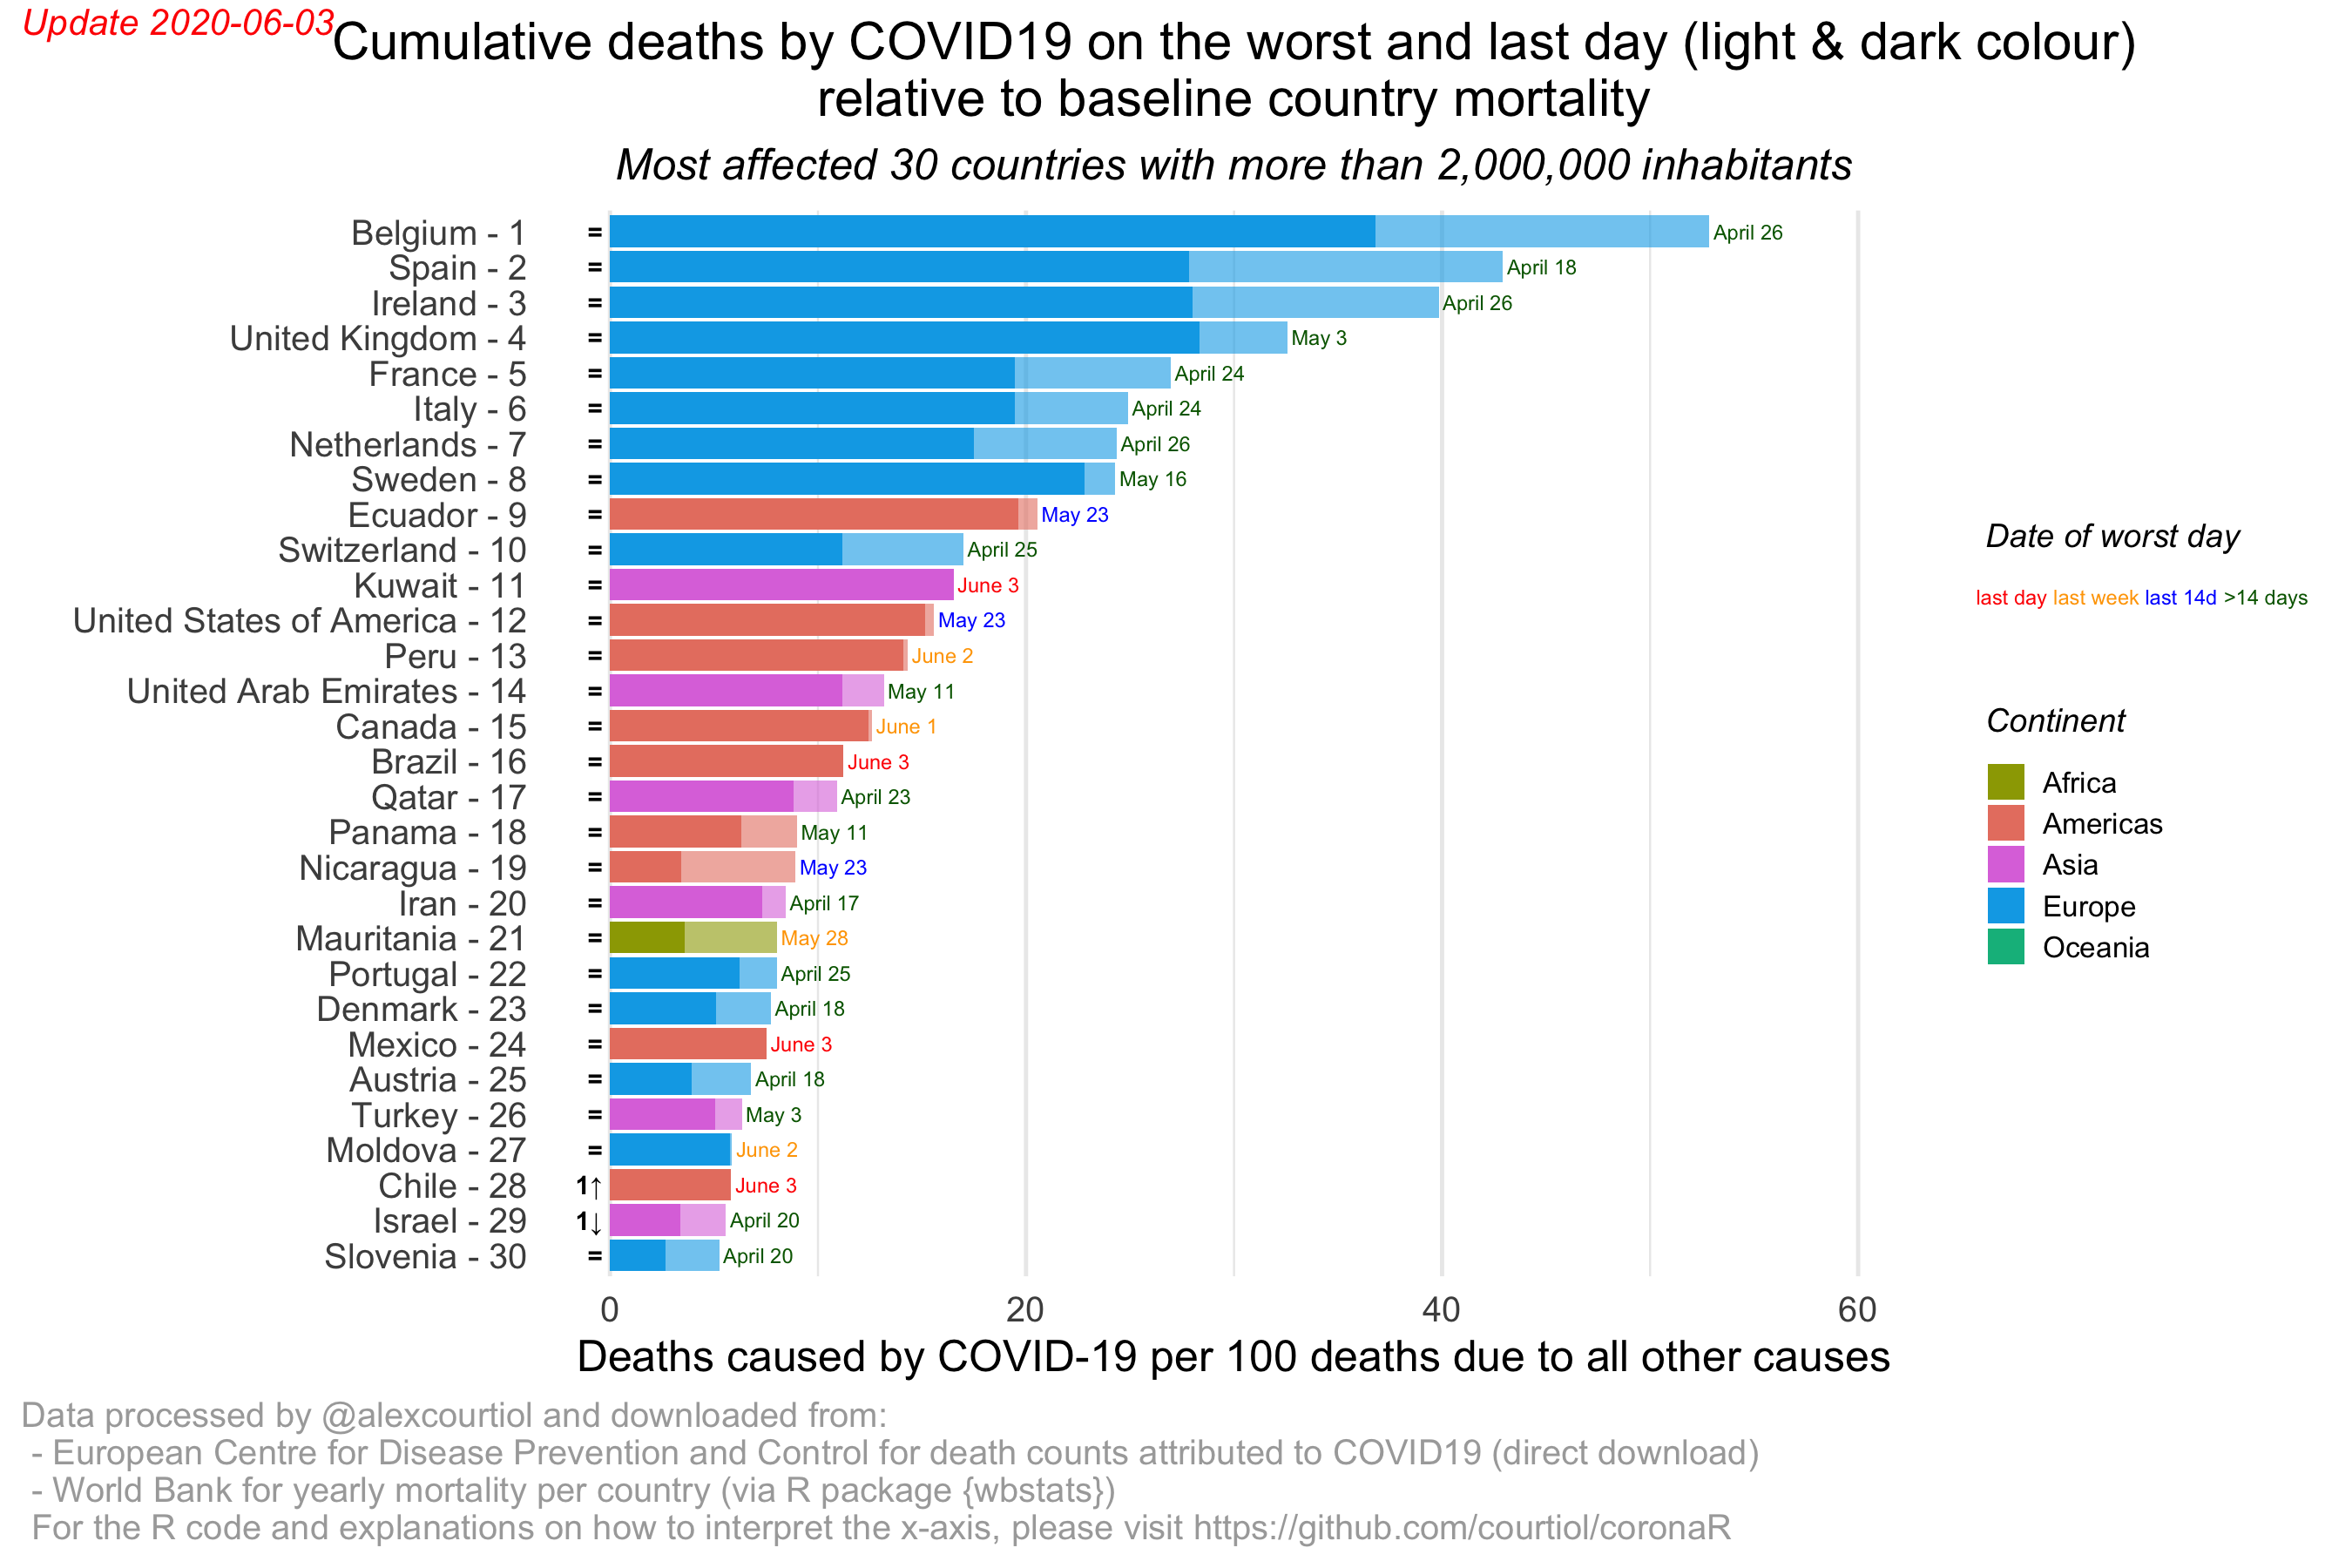 Update 2020-06-03
Cumulative deaths by COVID19 on the worst and last day (light & dark colour)
relative to baseline country mortality
Most affected 30 countries with more than 2,000,000 inhabitants
Belgium - 1 = April 26
Spain - 2 = April 18
Ireland - 3 = April 26
United Kingdom - 4 = May 3
France - 5 = April 24
Italy - 6 = April 24
Netherlands - 7 = April 26
Sweden - 8 = May 16
Ecuador - 9 = May 23
Switzerland - 10 = April 25
Kuwait - 11 = June 3
United States of America - 12 = May 23
Peru - 13 = June 2
United Arab Emirates - 14 = May 11
Canada - 15 = June 1
Brazil - 16 = June 3
Qatar - 17 = April 23
Panama - 18 = May 11
Nicaragua - 19 = May 23
Iran - 20 = April 17
Mauritania - 21 = May 28
Portugal - 22 = April 25
Denmark - 23 = April 18
Mexico - 24 = June 3
Austria - 25 = April 18
Turkey - 26 = May 3
Moldova - 27 = June 2
Chile - 28 1↑ June 3
Israel - 29 1↓ April 20
Slovenia - 30 = April 20
0 20 40 60
Deaths caused by COVID-19 per 100 deaths due to all other causes
Date of worst day
last day last week last 14d >14 days
Continent
Africa
Americas
Asia
Europe
Oceania
Data processed by @alexcourtiol and downloaded from:
- European Centre for Disease Prevention and Control for death counts attributed to COVID19 (direct download)
- World Bank for yearly mortality per country (via R package {wbstats})
For the R code and explanations on how to interpret the x-axis, please visit https://github.com/courtiol/coronaR